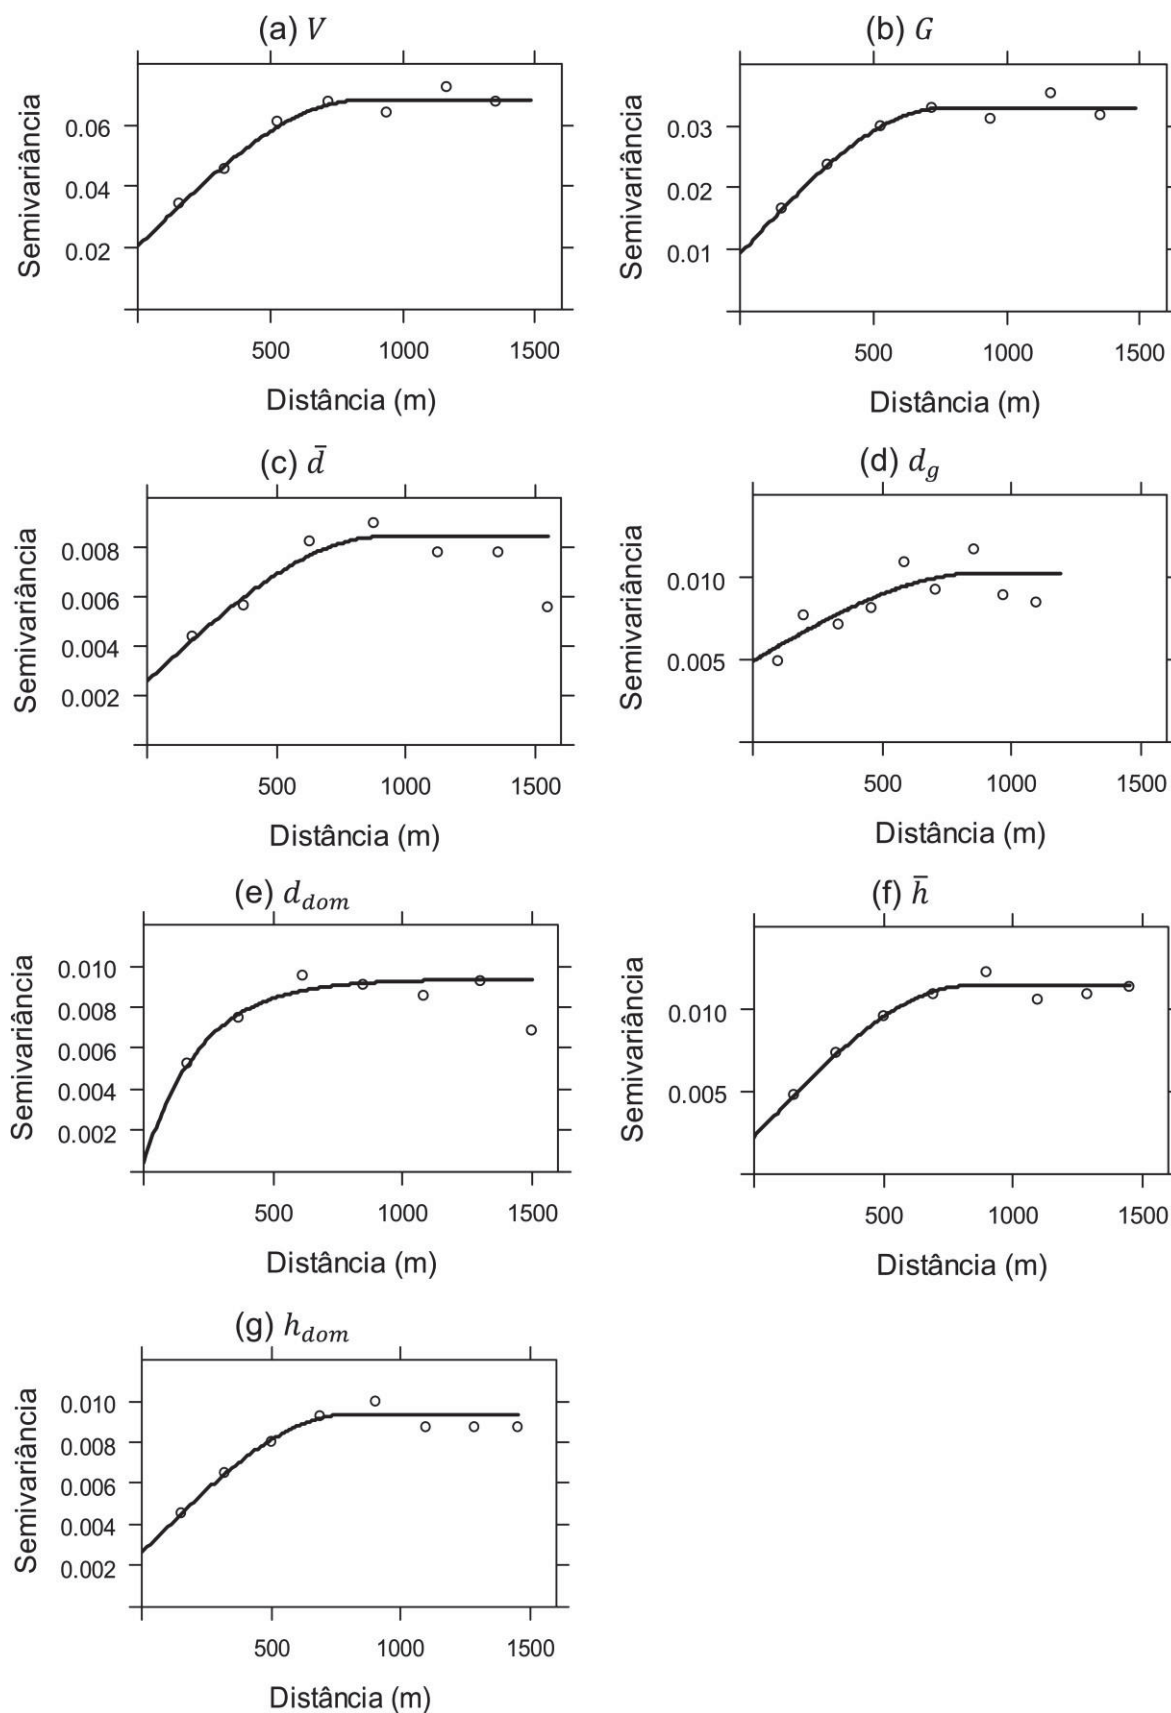 (a) V
Semivariância
0.06
0.04
0.02
500 1000 1500
Distância (m)
(b) G
Semivariância
0.03
0.02
0.01
500 1000 1500
Distância (m)
(c) d̄
Semivariância
0.008
0.006
0.004
0.002
500 1000 1500
Distância (m)
(d) d_g
Semivariância
0.010
0.005
500 1000 1500
Distância (m)
(e) d_dom
Semivariância
0.010
0.008
0.006
0.004
0.002
500 1000 1500
Distância (m)
(f) h̄
Semivariância
0.010
0.005
500 1000 1500
Distância (m)
(g) h_dom
Semivariância
0.010
0.008
0.006
0.004
0.002
500 1000 1500
Distância (m)